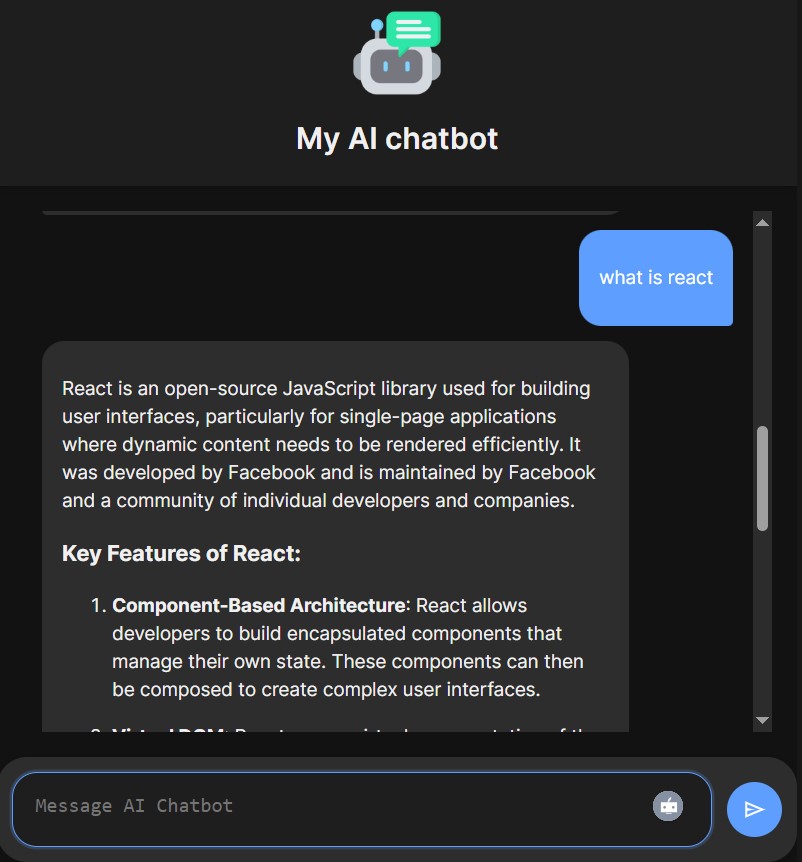 My AI chatbot
what is react
React is an open-source JavaScript library used for building
user interfaces, particularly for single-page applications
where dynamic content needs to be rendered efficiently. It
was developed by Facebook and is maintained by Facebook
and a community of individual developers and companies.
Key Features of React:
1. Component-Based Architecture: React allows
developers to build encapsulated components that
manage their own state. These components can then
be composed to create complex user interfaces.
Message AI Chatbot